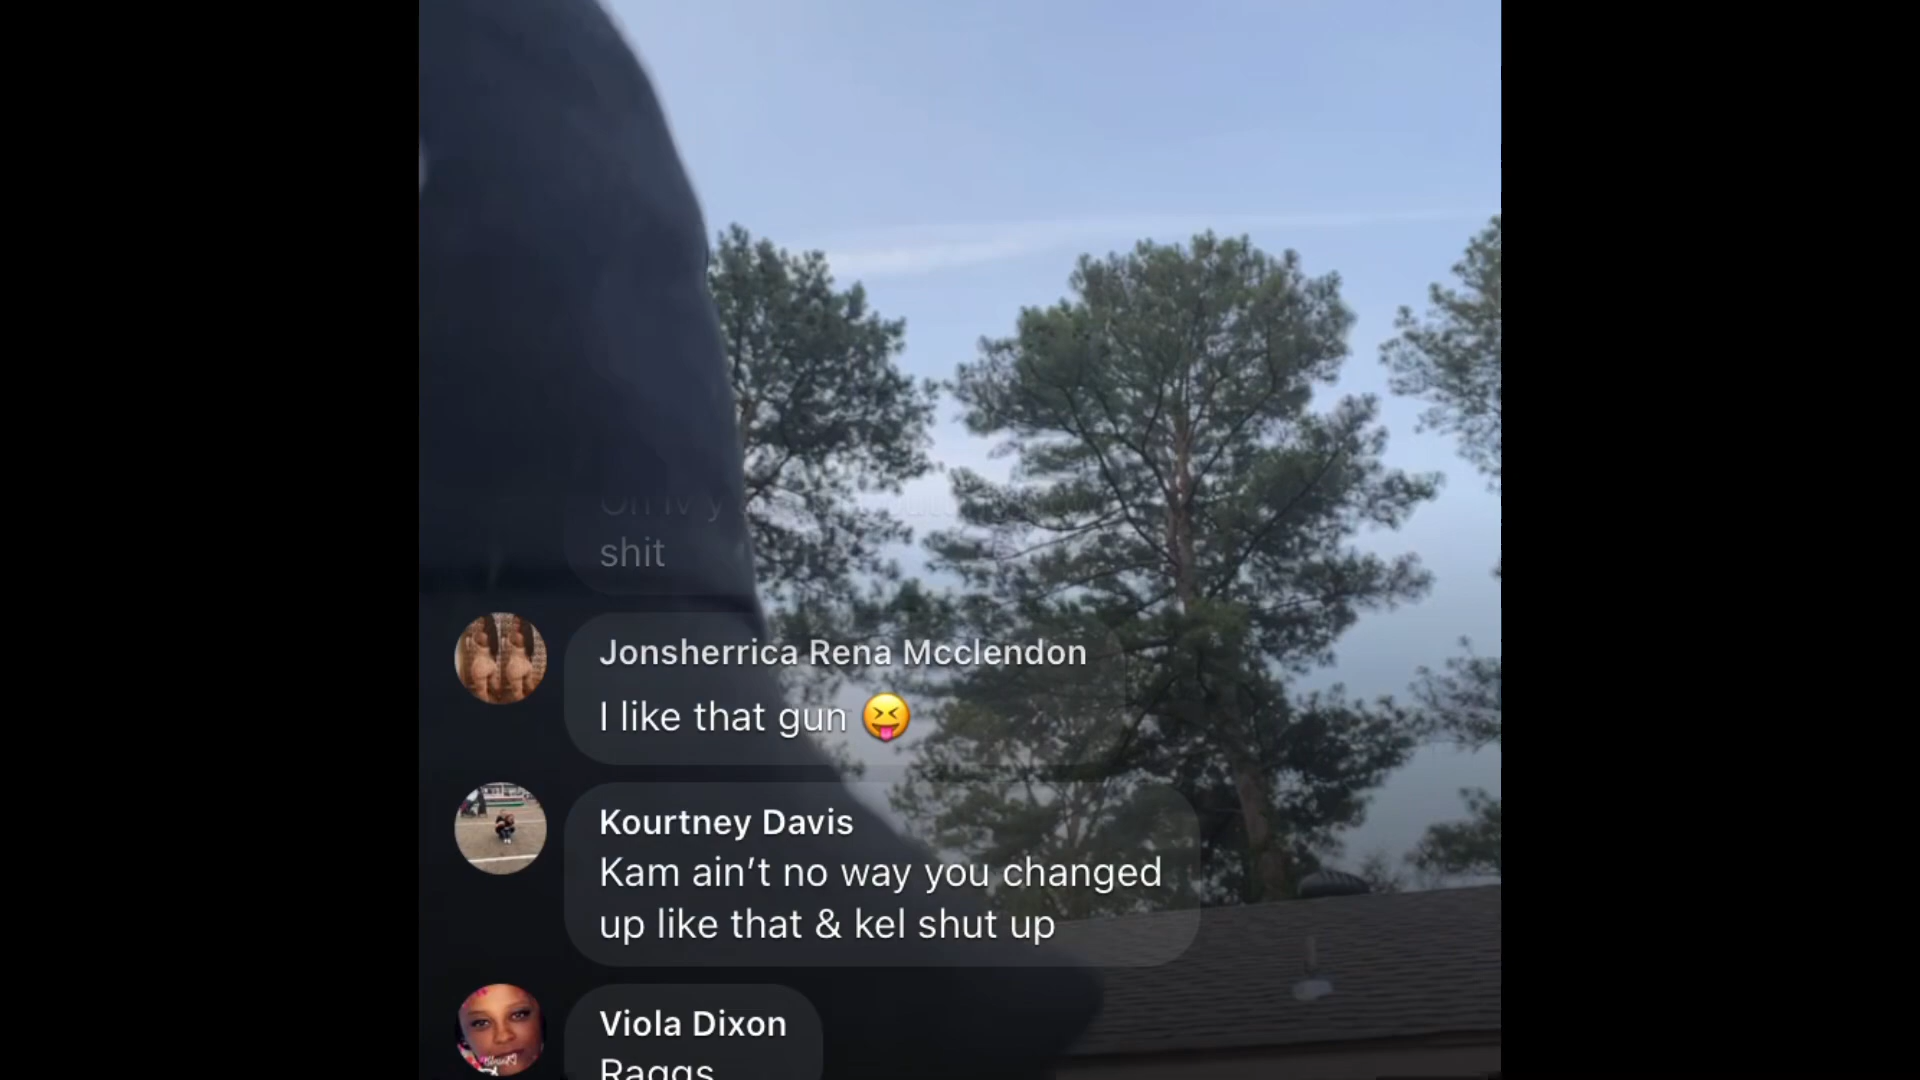 shit
Jonsherrica Rena Mcclendon
I like that gun 😝
Kourtney Davis
Kam ain’t no way you changed
up like that & kel shut up
Viola Dixon
Raggs